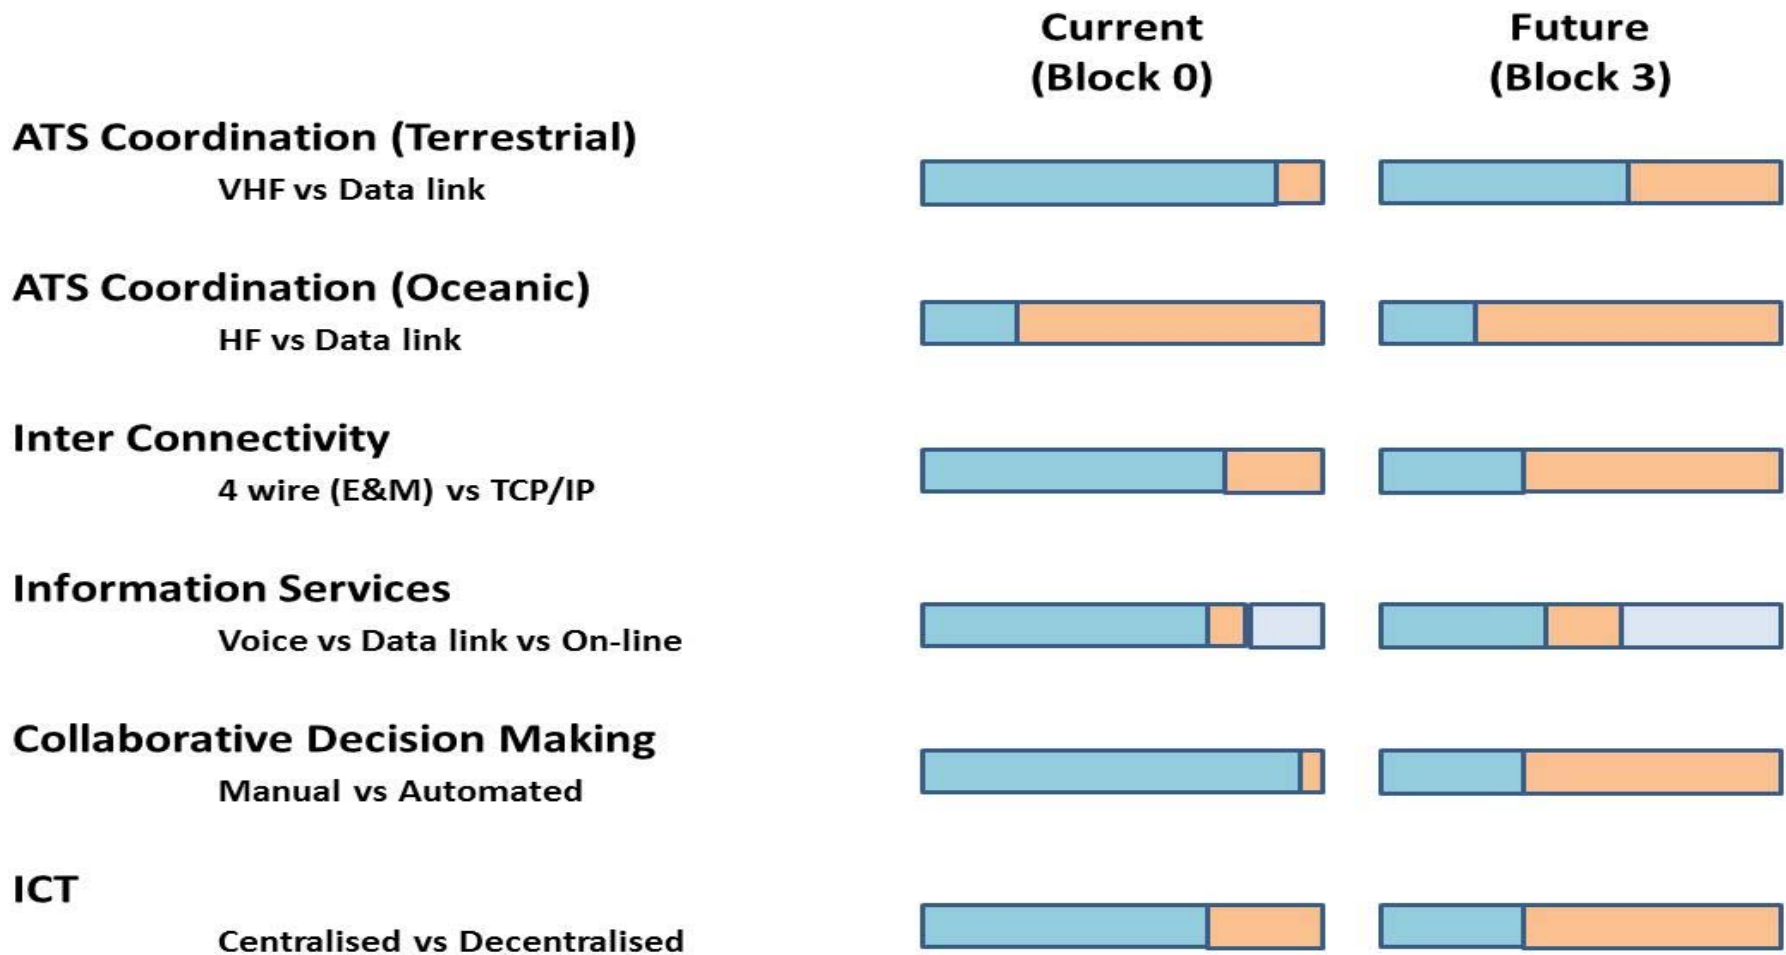 Current
(Block 0)
Future
(Block 3)
ATS Coordination (Terrestrial)
VHF vs Data link
ATS Coordination (Oceanic)
HF vs Data link
Inter Connectivity
4 wire (E&M) vs TCP/IP
Information Services
Voice vs Data link vs On-line
Collaborative Decision Making
Manual vs Automated
ICT
Centralised vs Decentralised